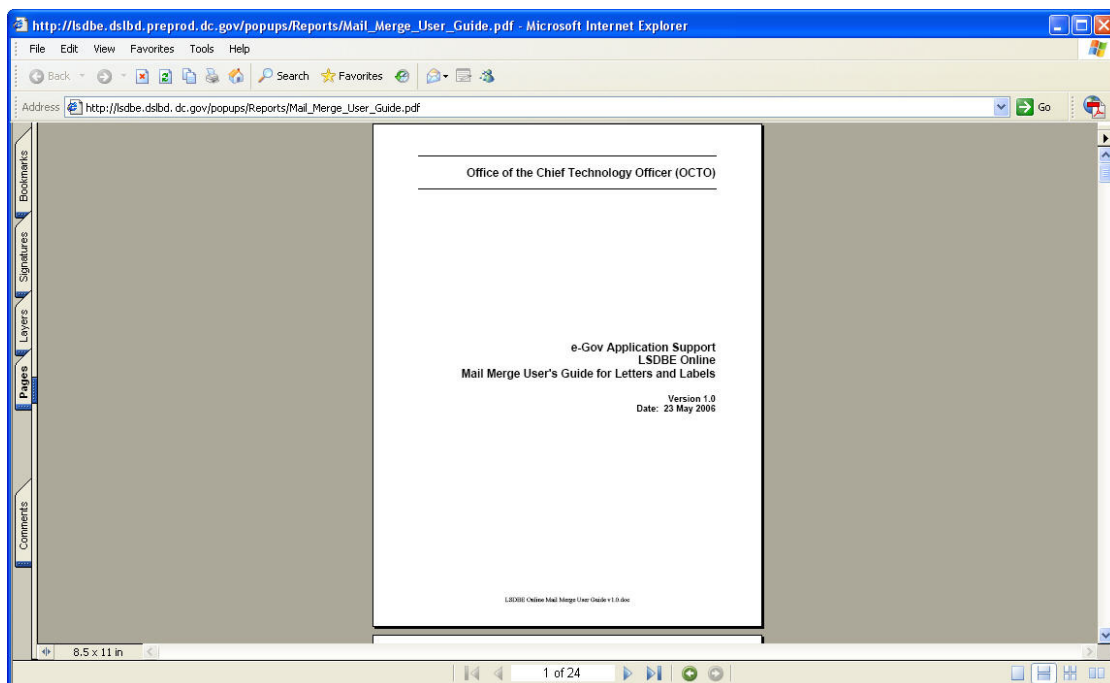 http://lsdbe.dslbd.preprod.dc.gov/popups/Reports/Mail_Merge_User_Guide.pdf - Microsoft Internet Explorer
File Edit View Favorites Tools Help
Back Search Favorites
Address http://lsdbe.dslbd. dc.gov/popups/Reports/Mail_Merge_User_Guide.pdf Go
Bookmarks
Signatures
Layers
Pages
Comments
Office of the Chief Technology Officer (OCTO)
e-Gov Application Support
LSDBE Online
Mail Merge User's Guide for Letters and Labels
Version 1.0
Date: 23 May 2006
LSDBE Online Mail Merge User Guide v1.0.doc
8.5 x 11 in
1 of 24